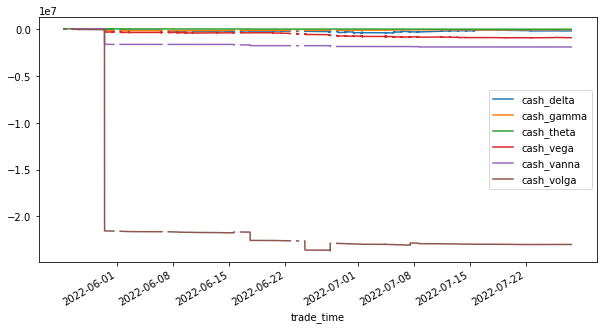 1e7
0.0
−0.5
−1.0
−1.5
−2.0
cash_delta
cash_gamma
cash_theta
cash_vega
cash_vanna
cash_volga
2022-06-01
2022-06-08
2022-06-15
2022-06-22
2022-07-01
2022-07-08
2022-07-15
2022-07-22
trade_time